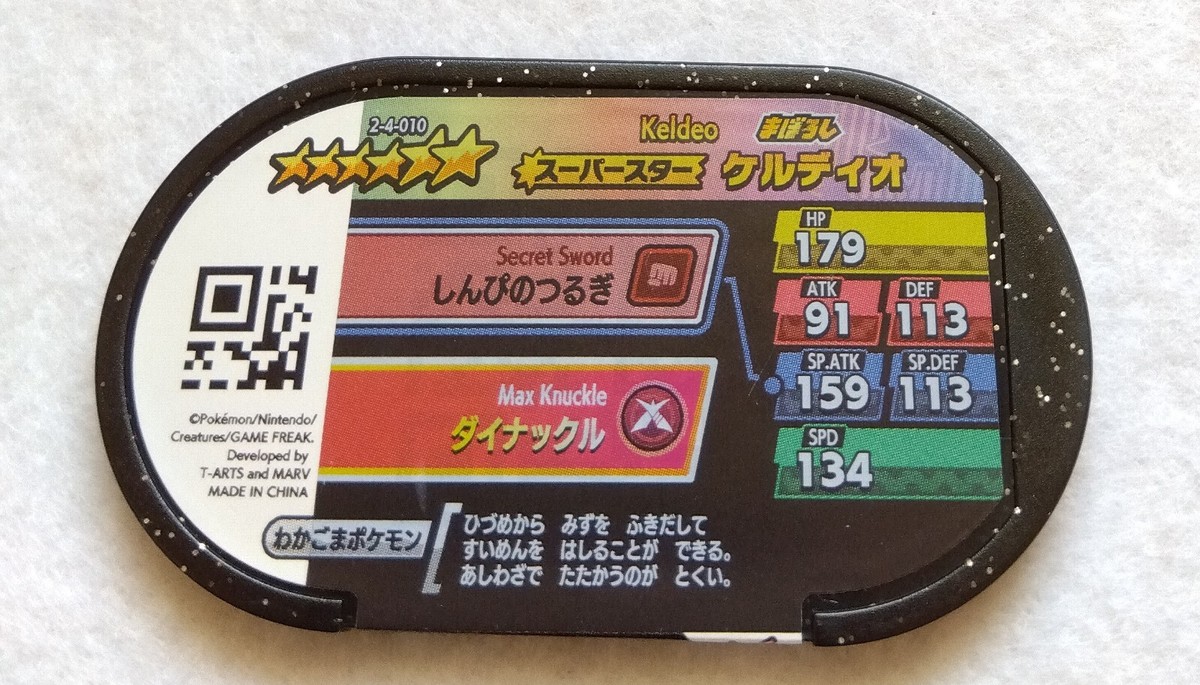 2-4-010
Keldeo まぼろし
スーパースター ケルディオ
HP
179
Secret Sword
しんぴのつるぎ
ATK DEF
91 113
SP.ATK SP.DEF
159 113
Max Knuckle
ダイナックル
SPD
134
©Pokémon/Nintendo/
Creatures/GAME FREAK.
Developed by
T-ARTS and MARV
MADE IN CHINA
わかごまポケモン
ひづめから みずを ふきだして
すいめんを はしることが できる。
あしわざで たたかうのが とくい。